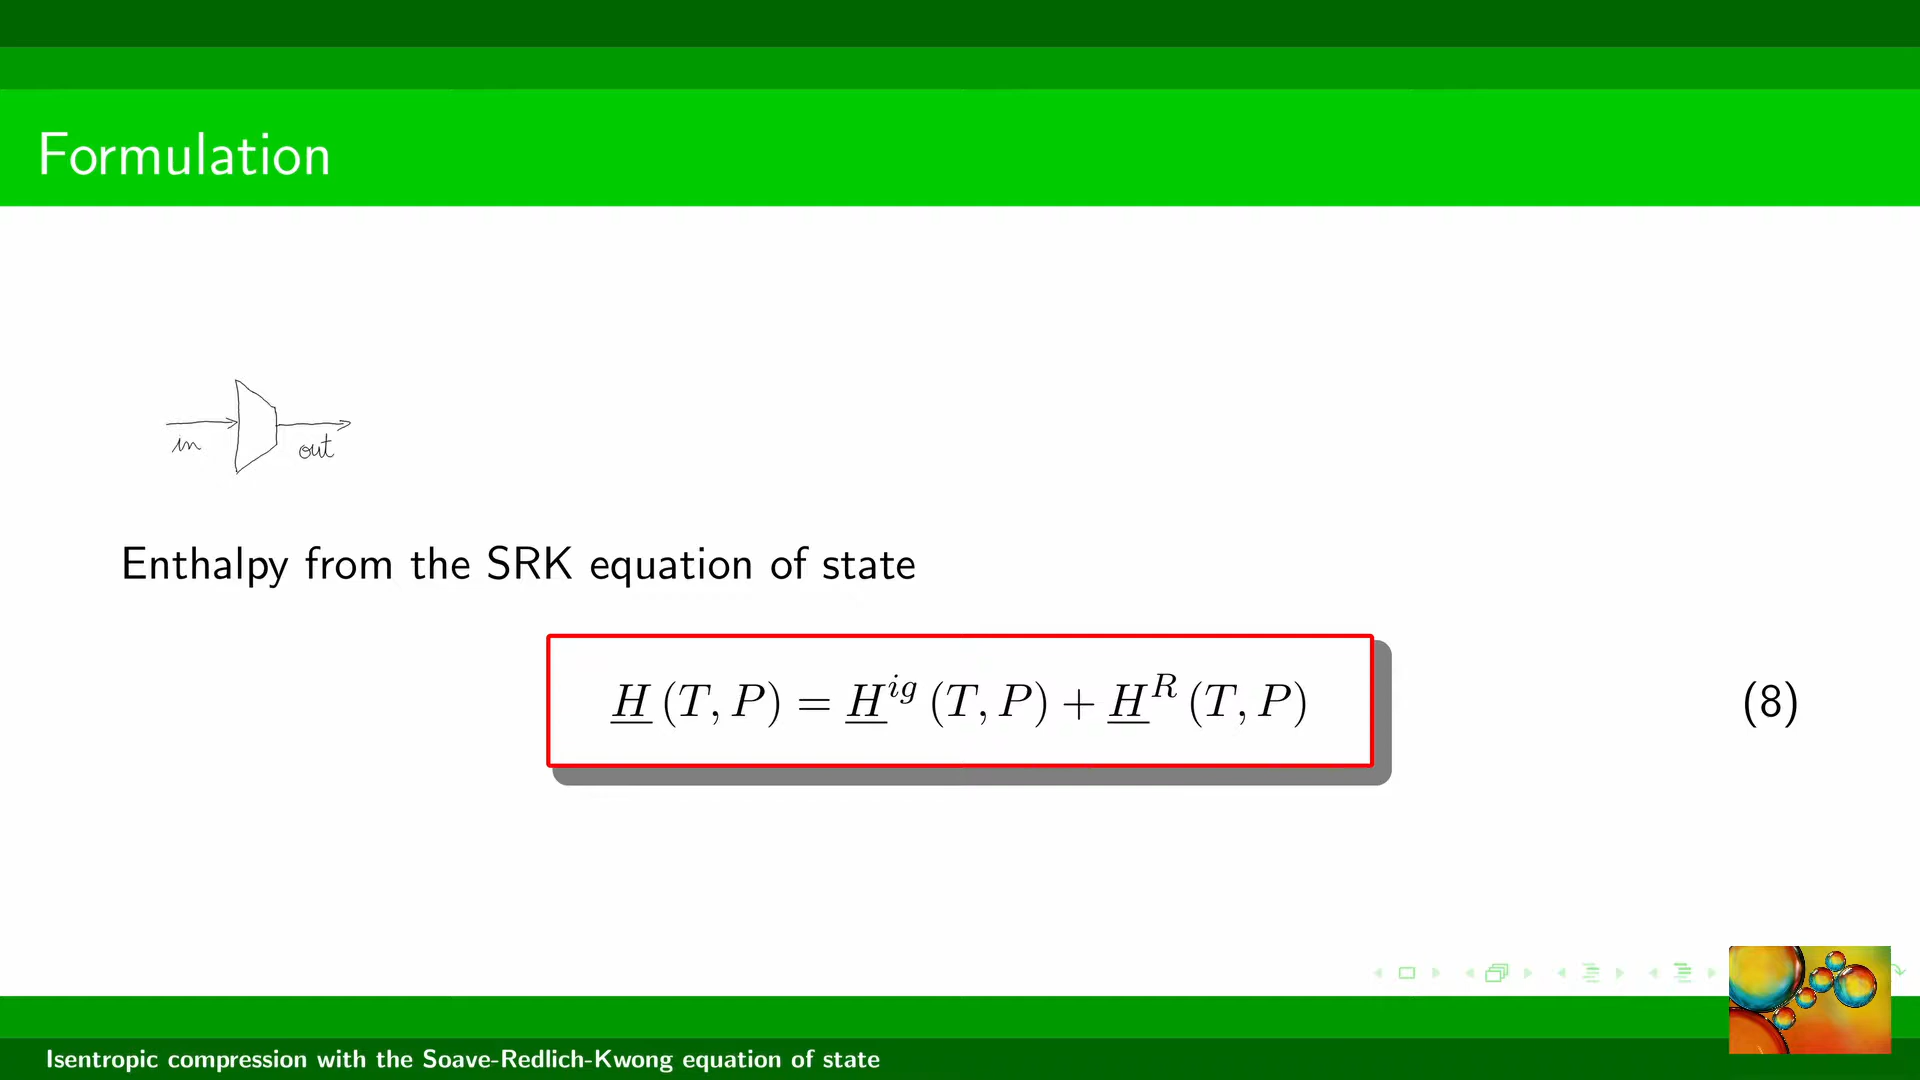 Formulation
in
out
Enthalpy from the SRK equation of state
H (T, P) = H^{ig} (T, P) + H^R (T, P)
(8)
Isentropic compression with the Soave-Redlich-Kwong equation of state